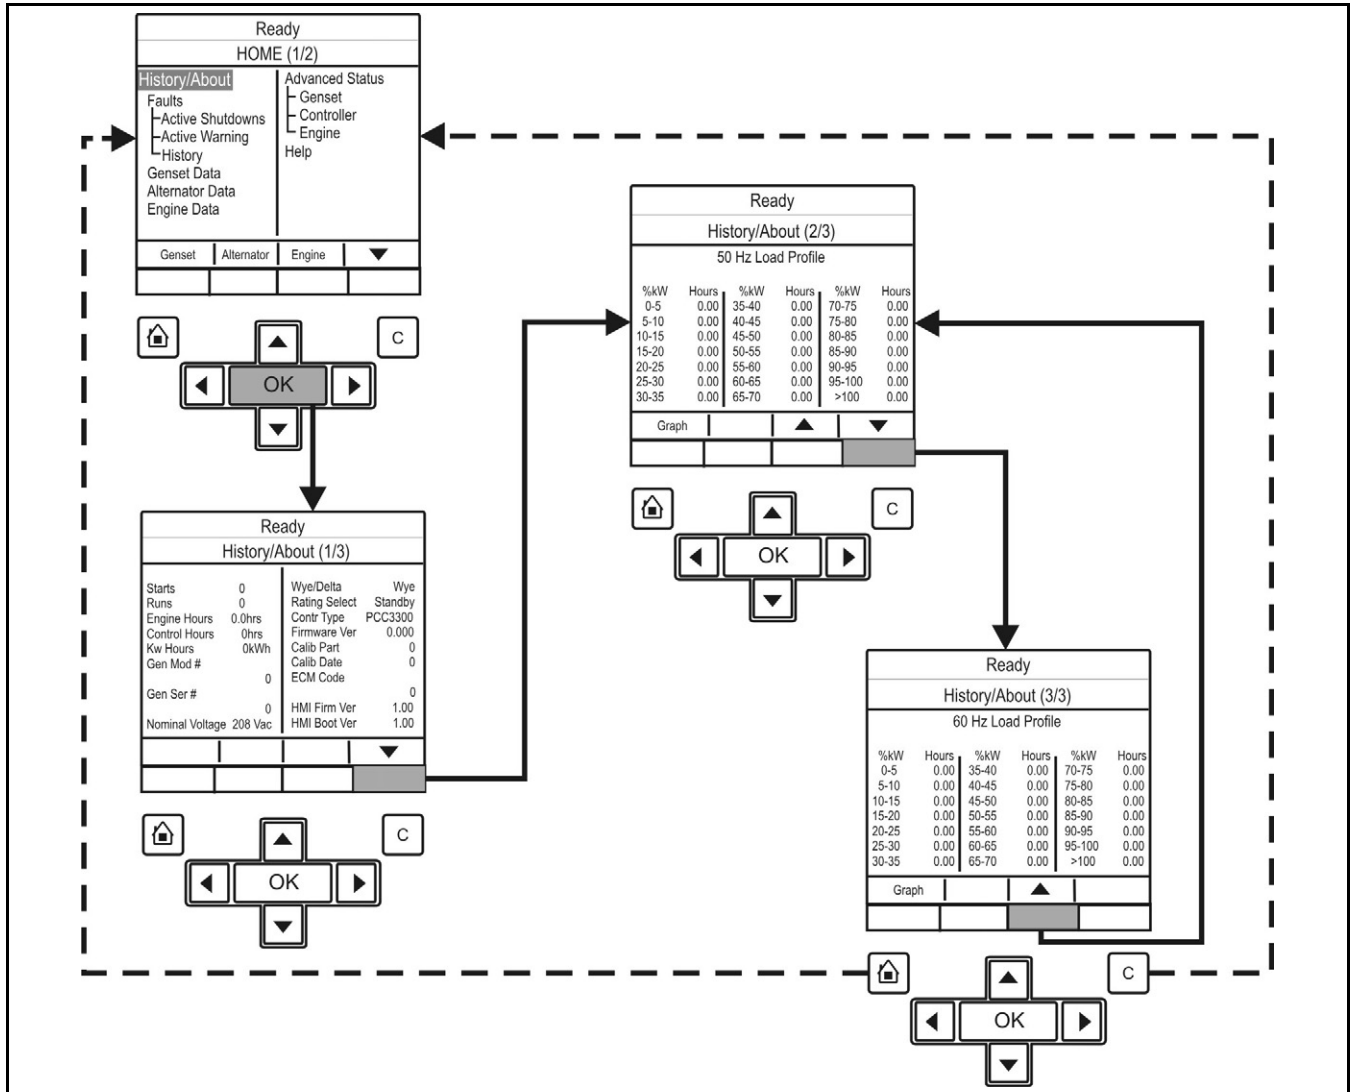 Ready
HOME (1/2)
History/About
Faults
Active Shutdowns
Active Warning
History
Genset Data
Alternator Data
Engine Data
Advanced Status
Genset
Controller
Engine
Help
Genset Alternator Engine
C
OK
Ready
History/About (1/3)
Starts 0
Runs 0
Engine Hours 0.0hrs
Control Hours 0hrs
Kw Hours 0kWh
Gen Mod #
0
Gen Ser #
0
Nominal Voltage 208 Vac
Wye/Delta Wye
Rating Select Standby
Contr Type PCC3300
Firmware Ver 0.000
Calib Part 0
Calib Date 0
ECM Code
0
HMI Firm Ver 1.00
HMI Boot Ver 1.00
C
OK
Ready
History/About (2/3)
50 Hz Load Profile
%kW Hours %kW Hours %kW Hours
0-5 0.00 35-40 0.00 70-75 0.00
5-10 0.00 40-45 0.00 75-80 0.00
10-15 0.00 45-50 0.00 80-85 0.00
15-20 0.00 50-55 0.00 85-90 0.00
20-25 0.00 55-60 0.00 90-95 0.00
25-30 0.00 60-65 0.00 95-100 0.00
30-35 0.00 65-70 0.00 >100 0.00
Graph
C
OK
Ready
History/About (3/3)
60 Hz Load Profile
%kW Hours %kW Hours %kW Hours
0-5 0.00 35-40 0.00 70-75 0.00
5-10 0.00 40-45 0.00 75-80 0.00
10-15 0.00 45-50 0.00 80-85 0.00
15-20 0.00 50-55 0.00 85-90 0.00
20-25 0.00 55-60 0.00 90-95 0.00
25-30 0.00 60-65 0.00 95-100 0.00
30-35 0.00 65-70 0.00 >100 0.00
Graph
C
OK